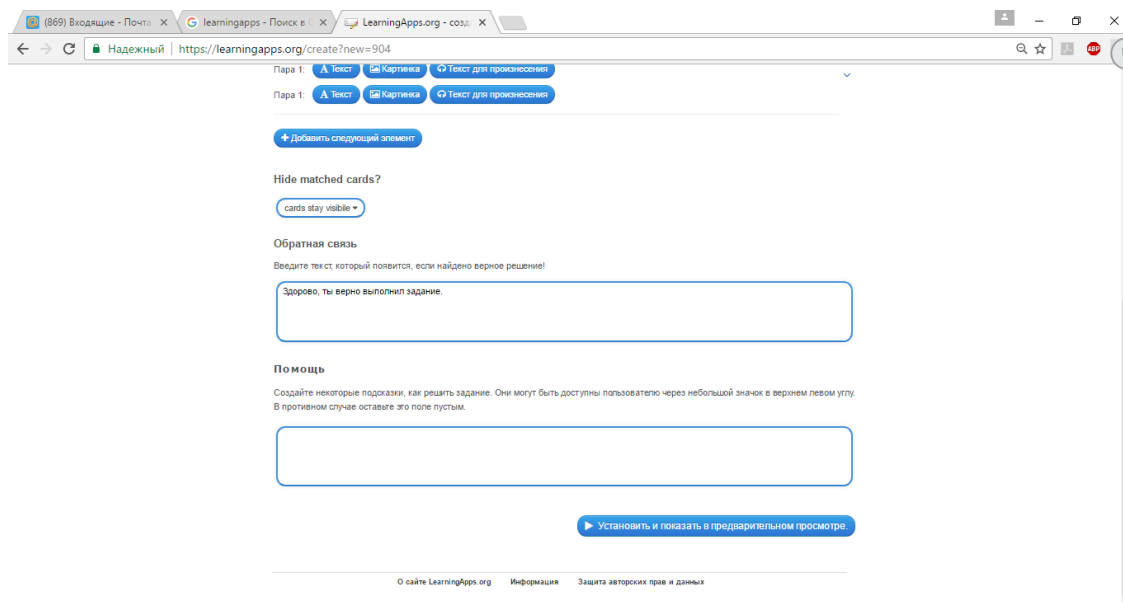 (869) Входящие - Почта
learningapps - Поиск в
LearningApps.org - созд
Надежный | https://learningapps.org/create?new=904
ABP
Пара 1: Текст Картинка Текст для произнесения
Пара 1: Текст Картинка Текст для произнесения
Добавить следующий элемент
Hide matched cards?
cards stay visibile
Обратная связь
Введите текст, который появится, если найдено верное решение!
Здорово, ты верно выполнил задание.
Помощь
Создайте некоторые подсказки, как решить задание. Они могут быть доступны пользователю через небольшой значок в верхнем левом углу.
В противном случае оставьте это поле пустым.
Установить и показать в предварительном просмотре.
О сайте LearningApps.org Информация Защита авторских прав и данных